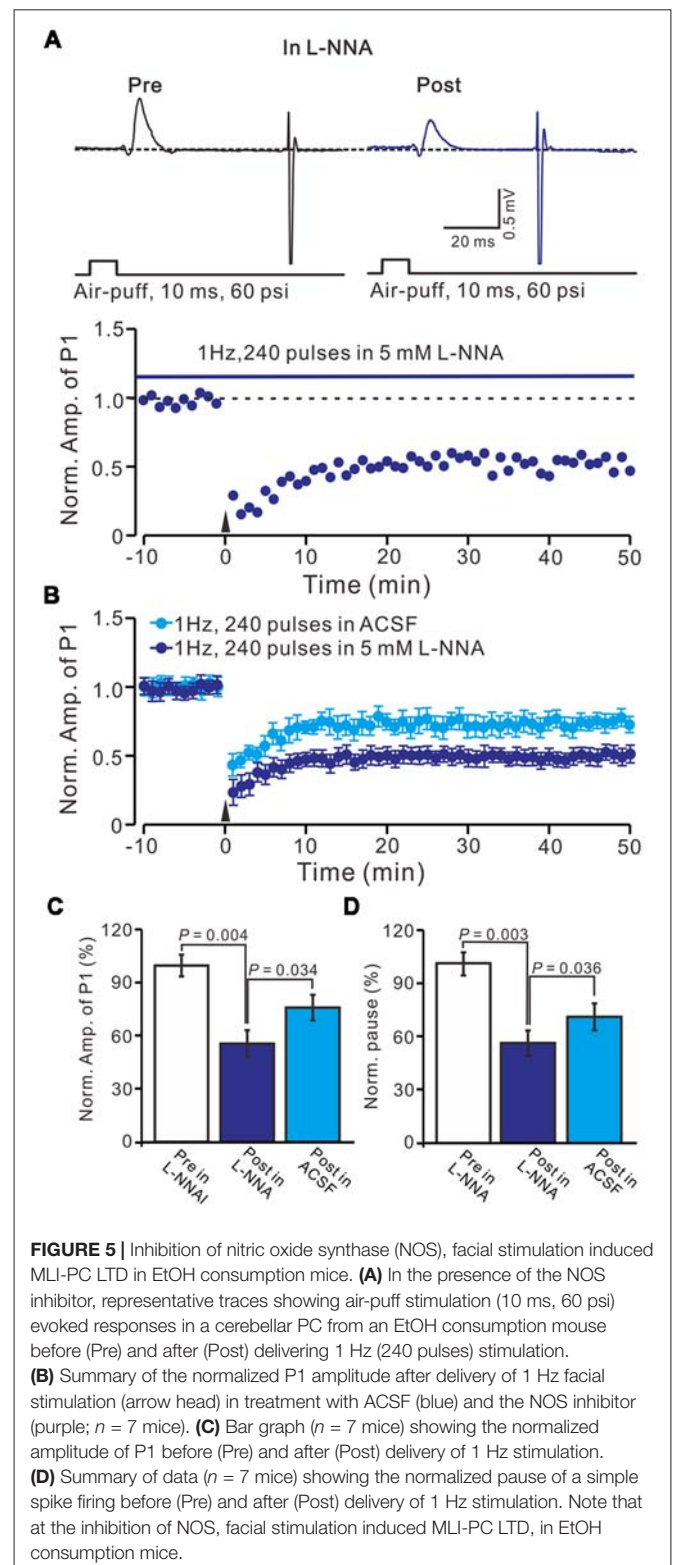 A
In L-NNA
Pre
Post
0.5 mV
20 ms
Air-puff, 10 ms, 60 psi
Air-puff, 10 ms, 60 psi
1.5
1Hz,240 pulses in 5 mM L-NNA
1.0
0.5
0
Norm. Amp. of P1
-10 0 10 20 30 40 50
Time (min)
B
1.5
1Hz, 240 pulses in ACSF
1Hz, 240 pulses in 5 mM L-NNA
1.0
0.5
0
Norm. Amp. of P1
-10 0 10 20 30 40 50
Time (min)
C
120
P = 0.004
P = 0.034
90
60
30
0
Norm. Amp. of P1 (%)
Pre in
L-NNAI
Post in
L-NNA
Post in
ACSF
D
120
P = 0.003
P = 0.036
90
60
30
0
Norm. pause (%)
Pre in
L-NNA
Post in
L-NNA
Post in
ACSF
FIGURE 5 | Inhibition of nitric oxide synthase (NOS), facial stimulation induced
MLI-PC LTD in EtOH consumption mice. (A) In the presence of the NOS
inhibitor, representative traces showing air-puff stimulation (10 ms, 60 psi)
evoked responses in a cerebellar PC from an EtOH consumption mouse
before (Pre) and after (Post) delivering 1 Hz (240 pulses) stimulation.
(B) Summary of the normalized P1 amplitude after delivery of 1 Hz facial
stimulation (arrow head) in treatment with ACSF (blue) and the NOS inhibitor
(purple; n = 7 mice). (C) Bar graph (n = 7 mice) showing the normalized
amplitude of P1 before (Pre) and after (Post) delivery of 1 Hz stimulation.
(D) Summary of data (n = 7 mice) showing the normalized pause of a simple
spike firing before (Pre) and after (Post) delivery of 1 Hz stimulation. Note that
at the inhibition of NOS, facial stimulation induced MLI-PC LTD, in EtOH
consumption mice.